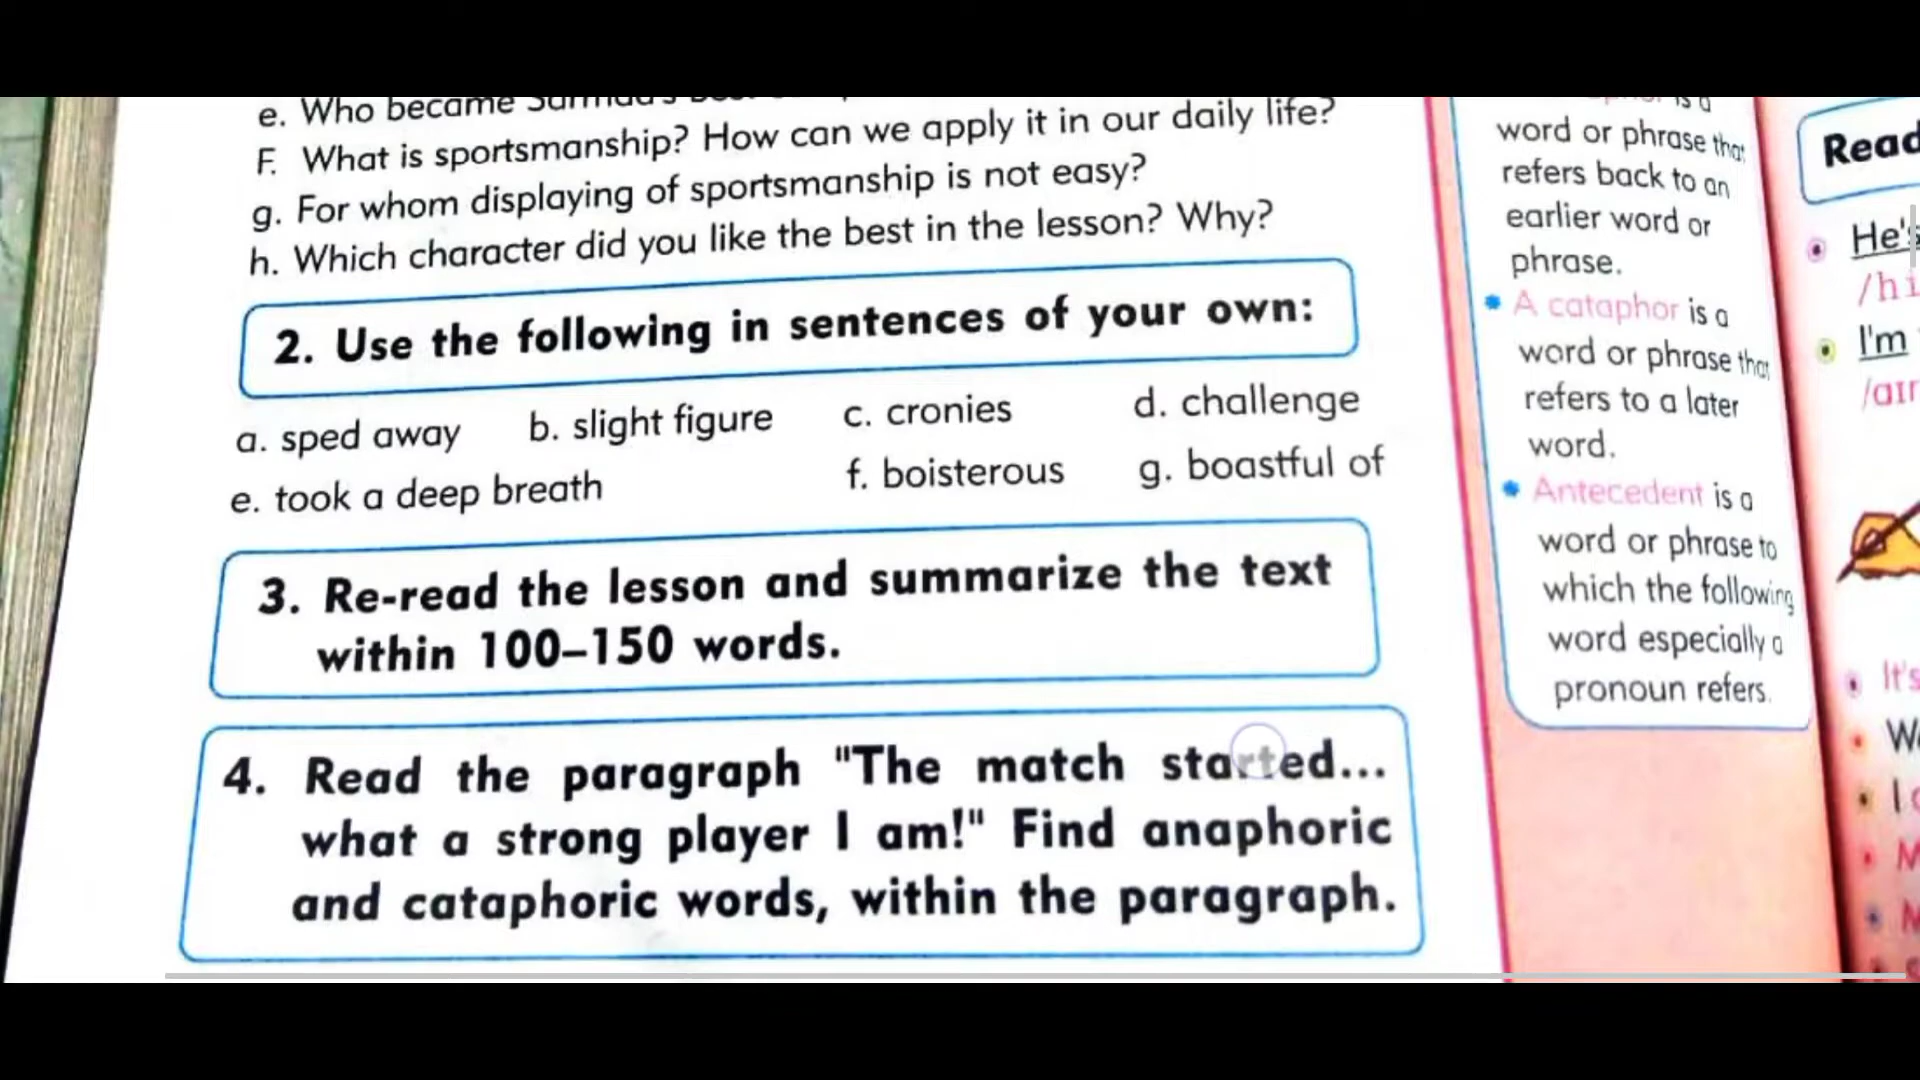 e. Who became
F. What is sportsmanship? How can we apply it in our daily life?
g. For whom displaying of sportsmanship is not easy?
h. Which character did you like the best in the lesson? Why?
2. Use the following in sentences of your own:
a. sped away b. slight figure c. cronies d. challenge
e. took a deep breath f. boisterous g. boastful of
3. Re-read the lesson and summarize the text
within 100–150 words.
4. Read the paragraph "The match started...
what a strong player I am!" Find anaphoric
and cataphoric words, within the paragraph.
is a
word or phrase that
refers back to an
earlier word or
phrase.
A cataphor is a
word or phrase that
refers to a later
word.
Antecedent is a
word or phrase to
which the following
word especially a
pronoun refers.
Read
He's
/hi
I'm
/aɪ
It's
I